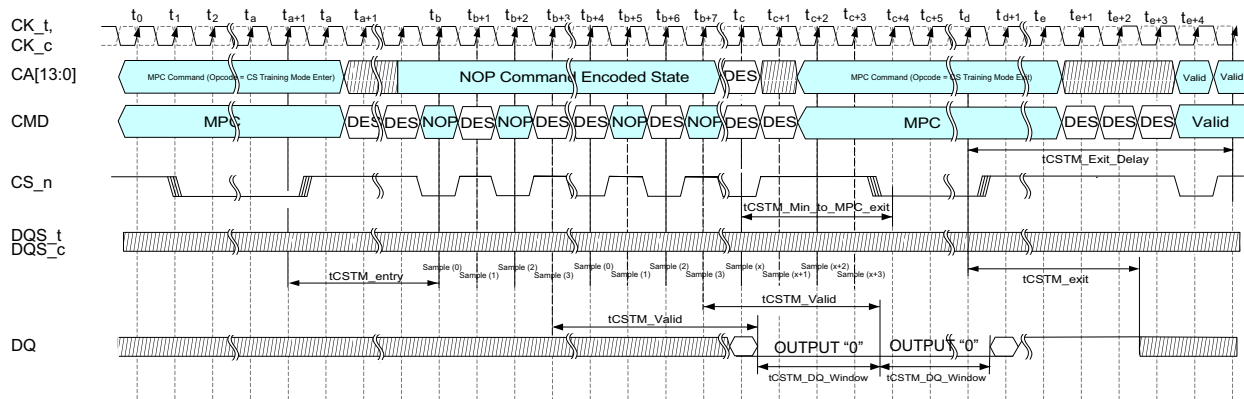 t0 t1 t2 ta ta+1 ta+1 tb tb+1 tb+2 tb+3 tb+4 tb+5 tb+6 tb+7 tc tc+1 tc+2 tc+3 tc+4 tc+5 td td+1 te te+1 te+2 te+3 te+4
CK_t,
CK_c
CA[13:0] MPC Command (Opcode = CS Training Mode Enter) NOP Command Encoded State DES MPC Command (Opcode = CS Training Mode Exit) Valid Valid
CMD MPC DES DES NOP DES NOP DES DES NOP DES NOP DES DES MPC DES DES DES Valid
tCSTM_Exit_Delay
CS_n
tCSTM_Min_to_MPC_exit
DQS_t
DQS_c
Sample (0) Sample (2) Sample (0) Sample (2) Sample (x) Sample (x+2)
Sample (1) Sample (3) Sample (1) Sample (3) Sample (x+1) Sample (x+3)
tCSTM_entry tCSTM_exit
tCSTM_Valid
tCSTM_Valid
DQ OUTPUT “0” OUTPUT “0”
tCSTM_DQ_Window tCSTM_DQ_Window